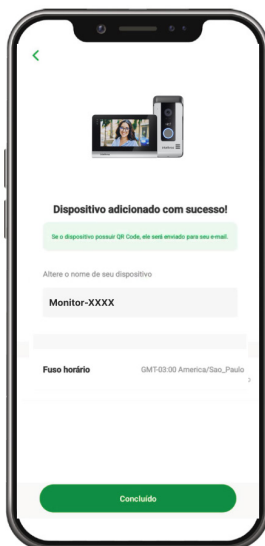 Dispositivo adicionado com sucesso!
Se o dispositivo possuir QR Code, ele será enviado para seu e-mail.
Altere o nome de seu dispositivo
Monitor-XXXX
Fuso horário GMT-03:00 America/Sao_Paulo
Concluído